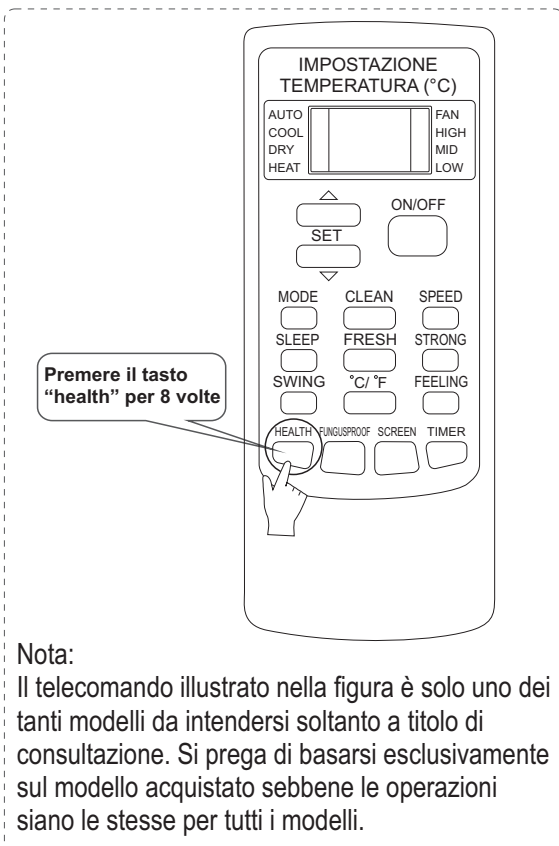 IMPOSTAZIONE
TEMPERATURA (°C)
AUTO FAN
COOL HIGH
DRY MID
HEAT LOW
ON/OFF
SET
MODE CLEAN SPEED
SLEEP FRESH STRONG
Premere il tasto
“health” per 8 volte
SWING °C/ °F FEELING
HEALTH FUNGUSPROOF SCREEN TIMER
Nota:
Il telecomando illustrato nella figura è solo uno dei
tanti modelli da intendersi soltanto a titolo di
consultazione. Si prega di basarsi esclusivamente
sul modello acquistato sebbene le operazioni
siano le stesse per tutti i modelli.